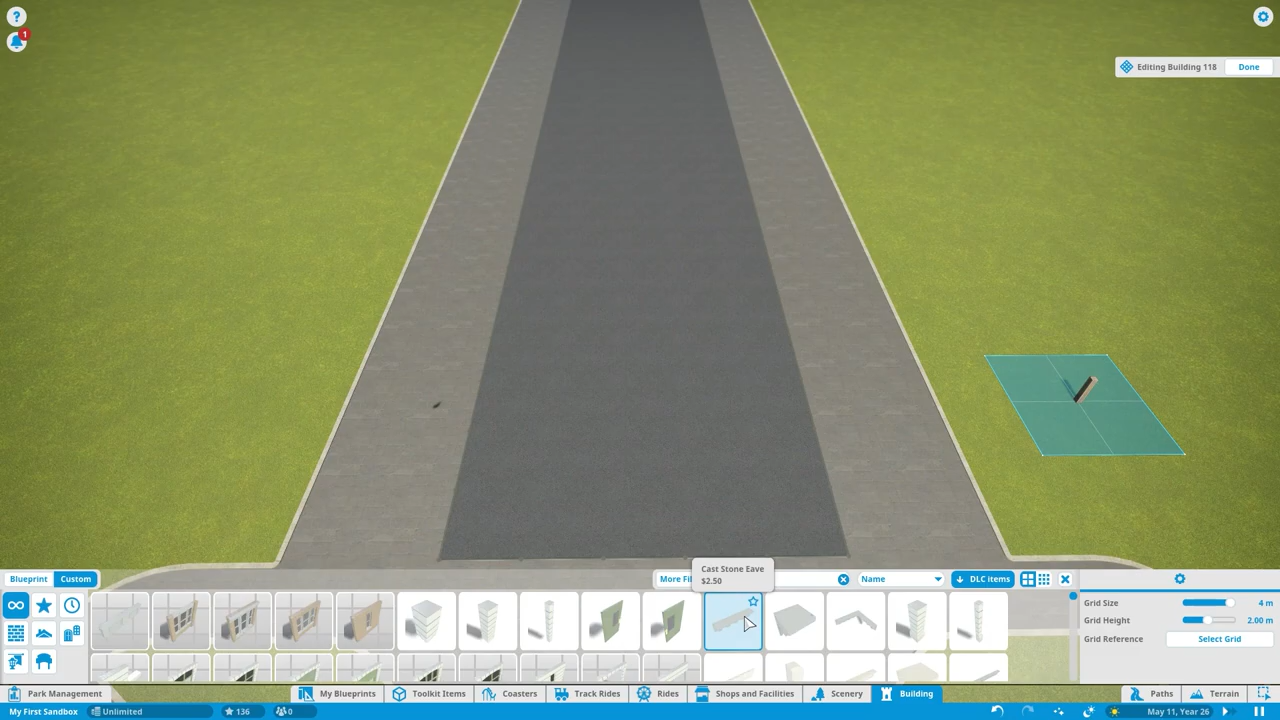 ?
1
Editing Building 118
Done
Cast Stone Eave
$2.50
Blueprint
Custom
More Fil
Name
DLC items
Grid Size
4 m
Grid Height
2.00 m
Grid Reference
Select Grid
Park Management
My Blueprints
Toolkit Items
Coasters
Track Rides
Rides
Shops and Facilities
Scenery
Building
Paths
Terrain
My First Sandbox
Unlimited
136
0
May 11, Year 26